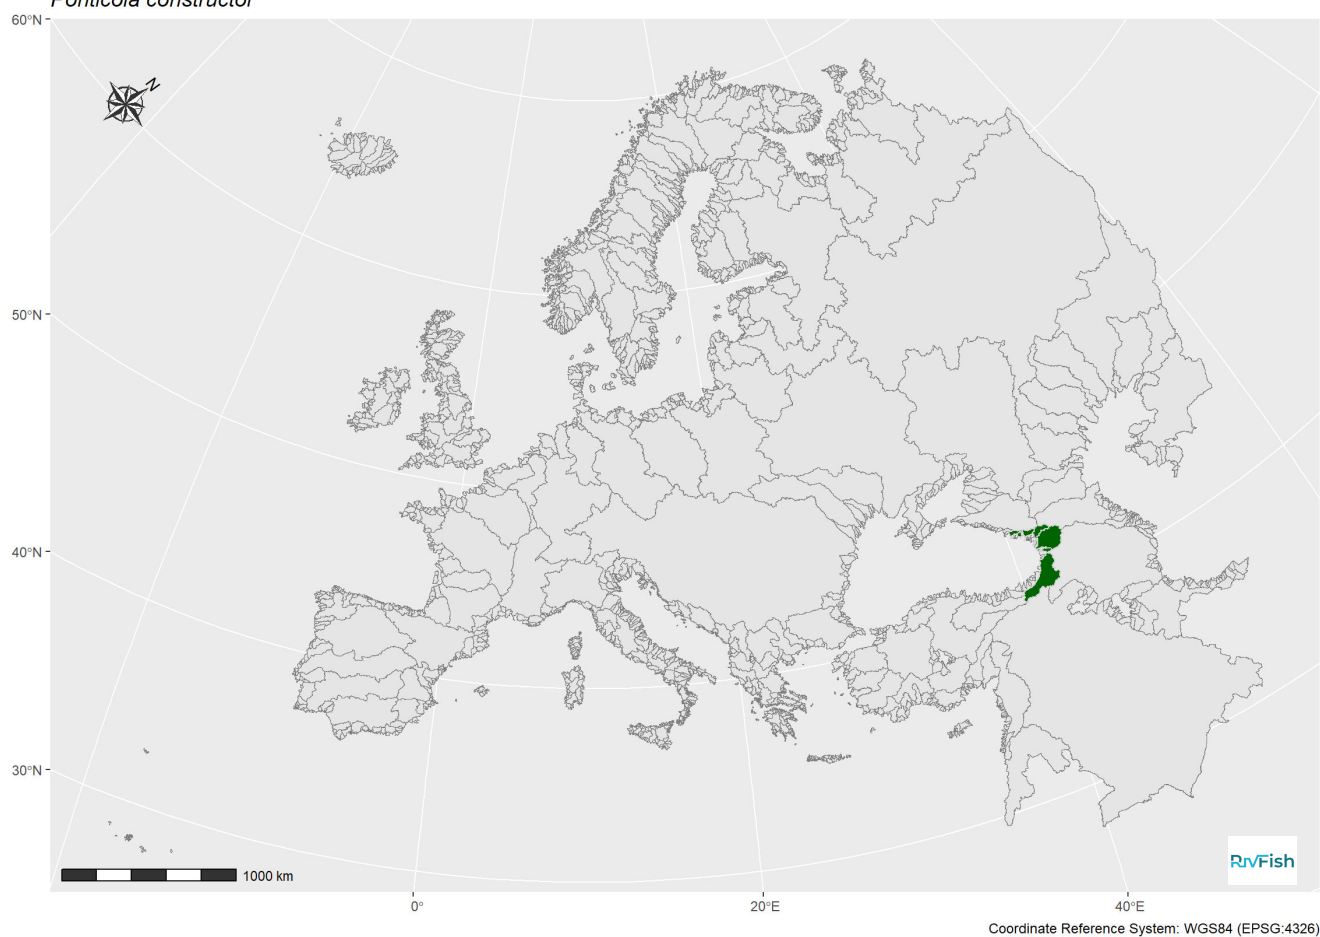 Ponticola constructor
60°N
N
50°N
40°N
30°N
1000 km
RivFish
0°
20°E
40°E
Coordinate Reference System: WGS84 (EPSG:4326)